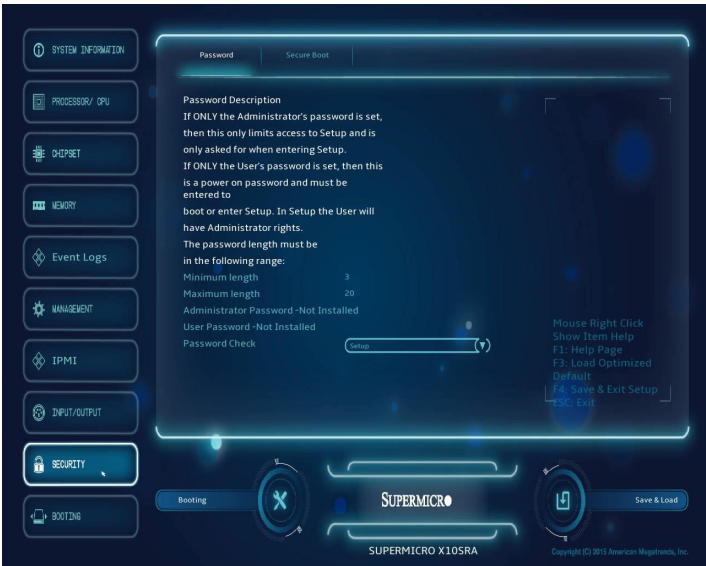 SYSTEM INFORMATION
PROCESSOR/ CPU
CHIPSET
MEMORY
Event Logs
MANAGEMENT
IPMI
INPUT/OUTPUT
SECURITY
BOOTING
Password
Secure Boot
Password Description
If ONLY the Administrator's password is set,
then this only limits access to Setup and is
only asked for when entering Setup.
If ONLY the User's password is set, then this
is a power on password and must be
entered to
boot or enter Setup. In Setup the User will
have Administrator rights.
The password length must be
in the following range:
Minimum length 3
Maximum length 20
Administrator Password -Not Installed
User Password -Not Installed
Password Check Setup
Mouse Right Click
Show Item Help
F1: Help Page
F3: Load Optimized
Default
F4: Save & Exit Setup
ESC: Exit
Booting
SUPERMICRO
Save & Load
SUPERMICRO X10SRA
Copyright (C) 2015 American Megatrends, Inc.